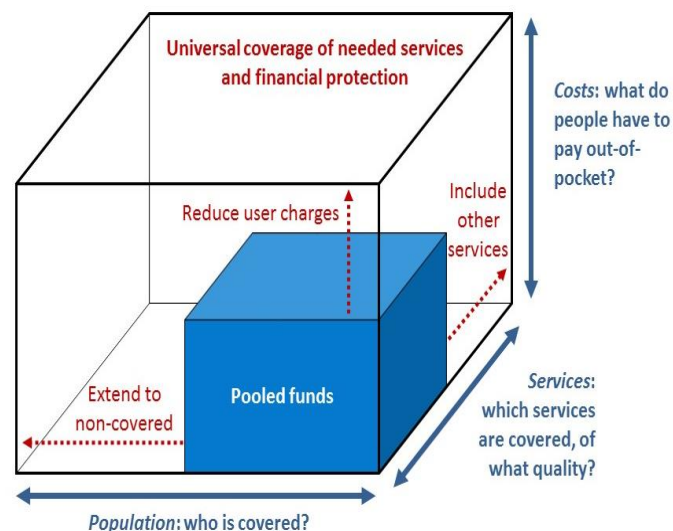 Universal coverage of needed services
and financial protection
Costs: what do
people have to
pay out-of-
pocket?
Reduce user charges
Include
other
services
Extend to
non-covered
Pooled funds
Services:
which services
are covered, of
what quality?
Population: who is covered?